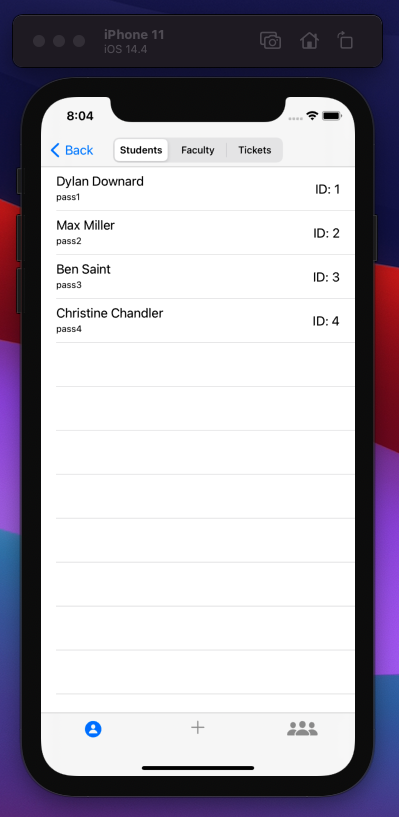 iPhone 11
iOS 14.4
8:04
Back Students Faculty Tickets
Dylan Downard
pass1
ID: 1
Max Miller
pass2
ID: 2
Ben Saint
pass3
ID: 3
Christine Chandler
pass4
ID: 4